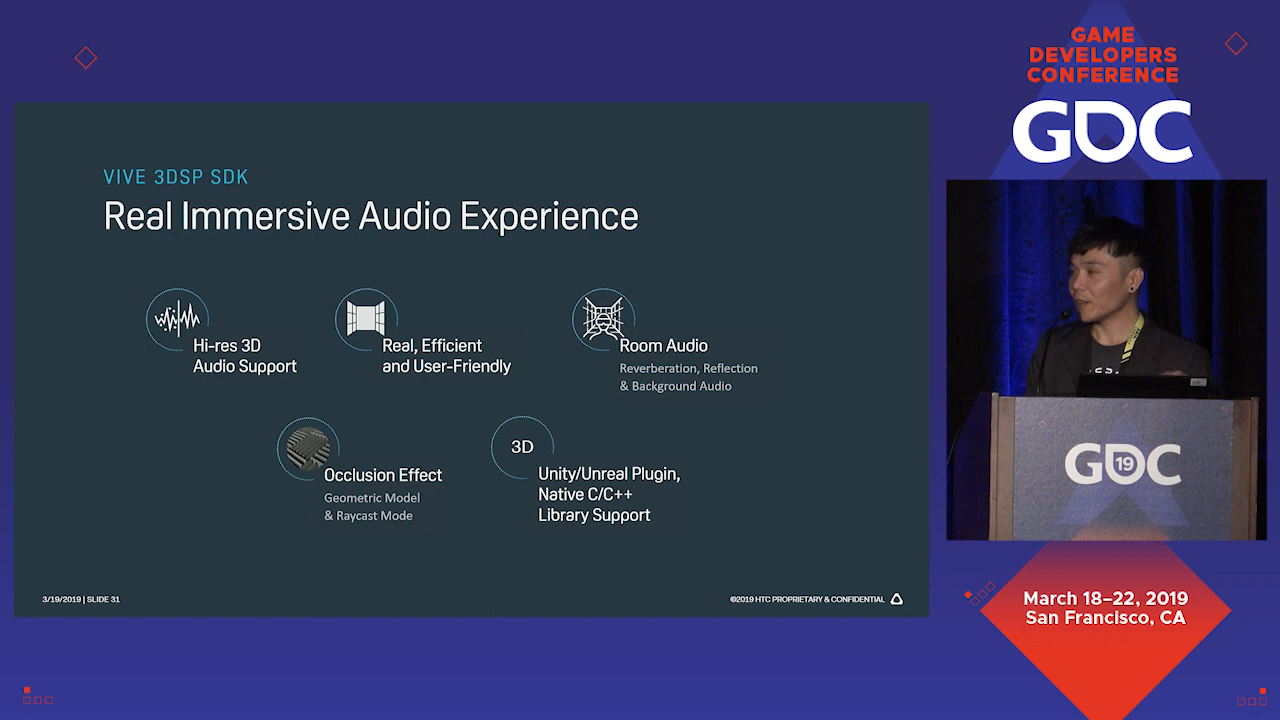 GAME
DEVELOPERS
CONFERENCE
GDC
VIVE 3DSP SDK
Real Immersive Audio Experience
Hi-res 3D
Audio Support
Real, Efficient
and User-Friendly
Room Audio
Reverberation, Reflection
& Background Audio
Occlusion Effect
Geometric Model
& Raycast Mode
3D
Unity/Unreal Plugin,
Native C/C++
Library Support
3/19/2019 | SLIDE 31
©2019 HTC PROPRIETARY & CONFIDENTIAL
GDC
19
March 18–22, 2019
San Francisco, CA